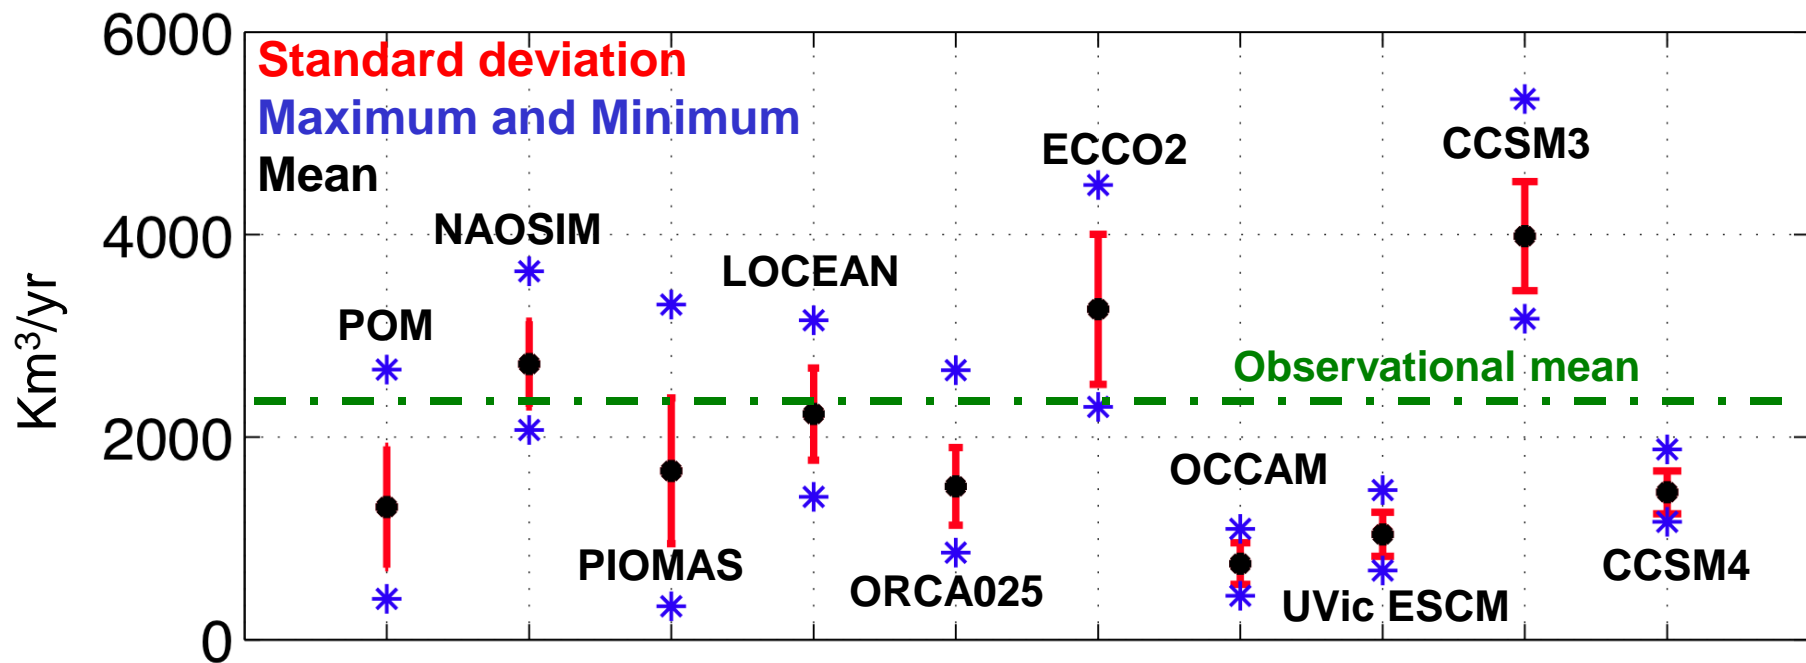 6000
Standard deviation
Maximum and Minimum
Mean
ECCO2
CCSM3
4000
NAOSIM
LOCEAN
POM
Km³/yr
Observational mean
2000
OCCAM
PIOMAS
ORCA025
UVic ESCM
CCSM4
0